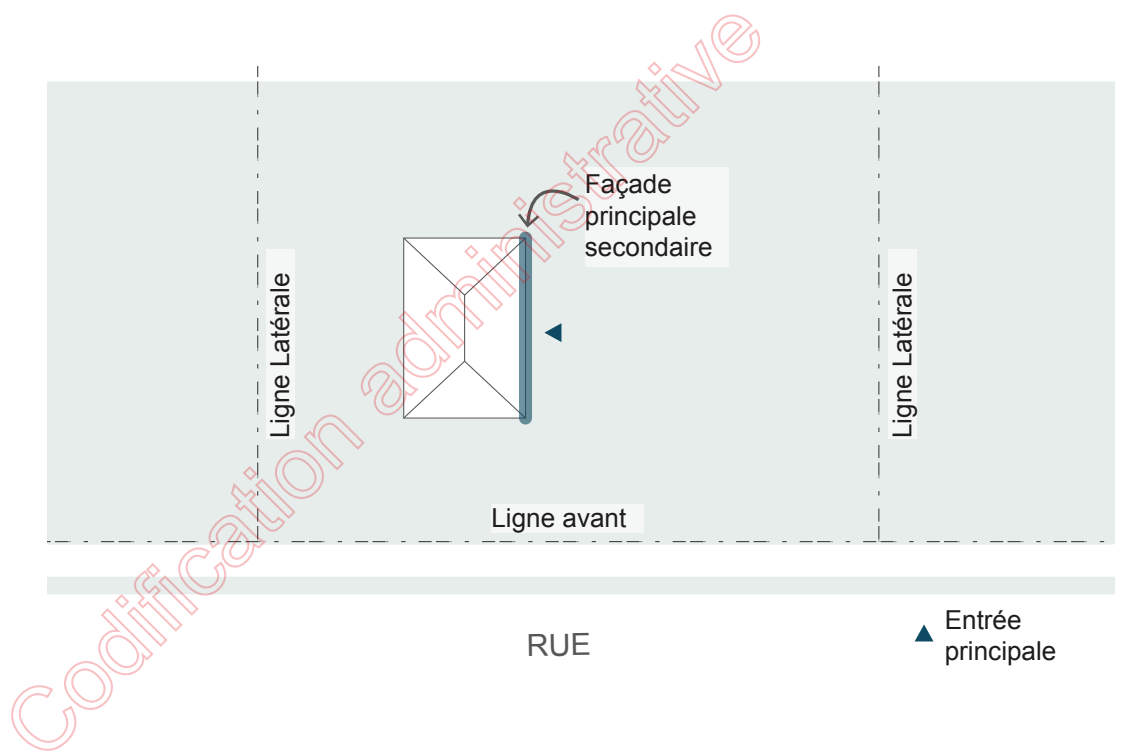 Façade
principale
secondaire
Ligne Latérale
Ligne Latérale
Ligne avant
RUE
Entrée
principale
Codification administrative